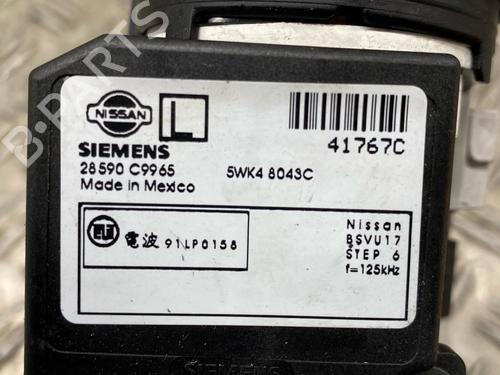 NISSAN
L
41767C
SIEMENS
28590 C9965 5WK4 8043C
Made in Mexico
電波 91LP0158
Nissan
BSVU17
STEP 6
f=125kHz
SIEMENS
B-PARTS